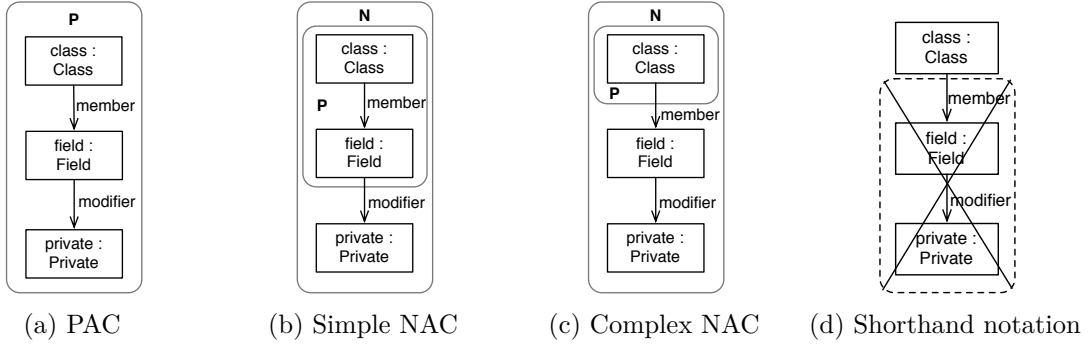 P
class :
Class
member
field :
Field
modifier
private :
Private
(a) PAC
N
class :
Class
P
member
field :
Field
modifier
private :
Private
(b) Simple NAC
N
class :
Class
P
member
field :
Field
modifier
private :
Private
(c) Complex NAC
class :
Class
member
field :
Field
modifier
private :
Private
(d) Shorthand notation